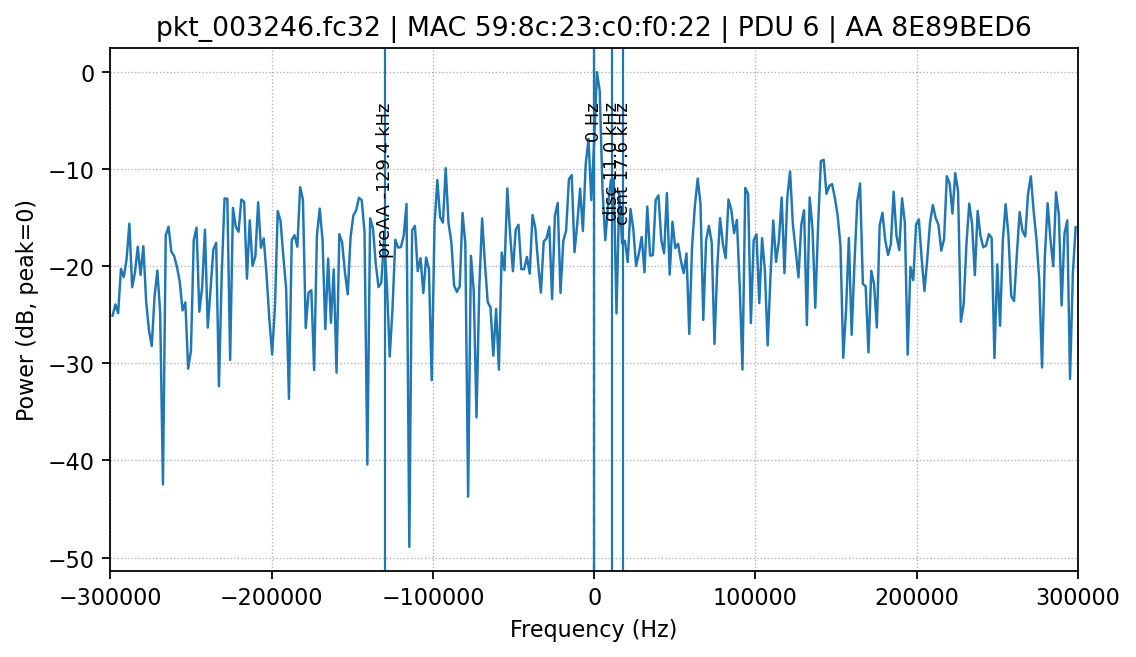 pkt_003246.fc32 | MAC 59:8c:23:c0:f0:22 | PDU 6 | AA 8E89BED6
Power (dB, peak=0)
0
−10
−20
−30
−40
−50
preAA -129.4 kHz
0 Hz
disc 11.0 kHz
cent 17.6 kHz
−300000
−200000
−100000
0
100000
200000
300000
Frequency (Hz)